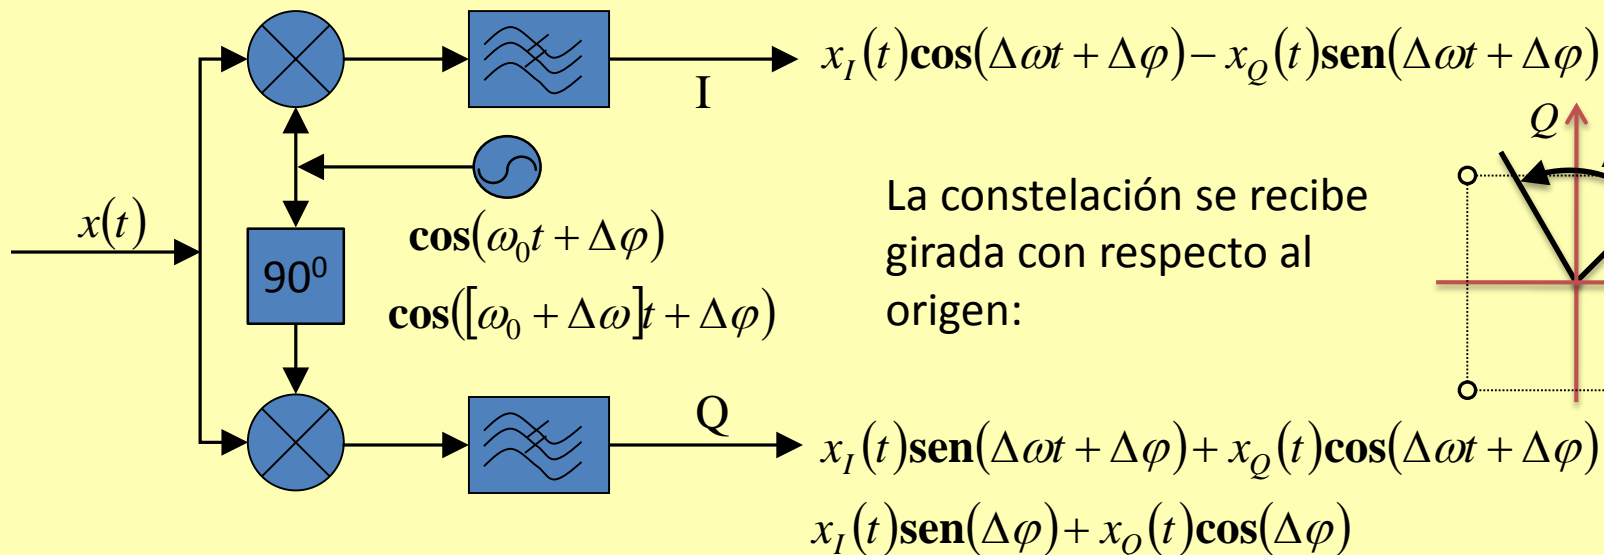 x_I(t)cos(Δωt + Δφ) − x_Q(t)sen(Δωt + Δφ)
I
Q
x(t)
90⁰
cos(ω₀t + Δφ)
cos([ω₀ + Δω]t + Δφ)
La constelación se recibe
girada con respecto al
origen:
Q
x_I(t)sen(Δωt + Δφ) + x_Q(t)cos(Δωt + Δφ)
x_I(t)sen(Δφ) + x_Q(t)cos(Δφ)